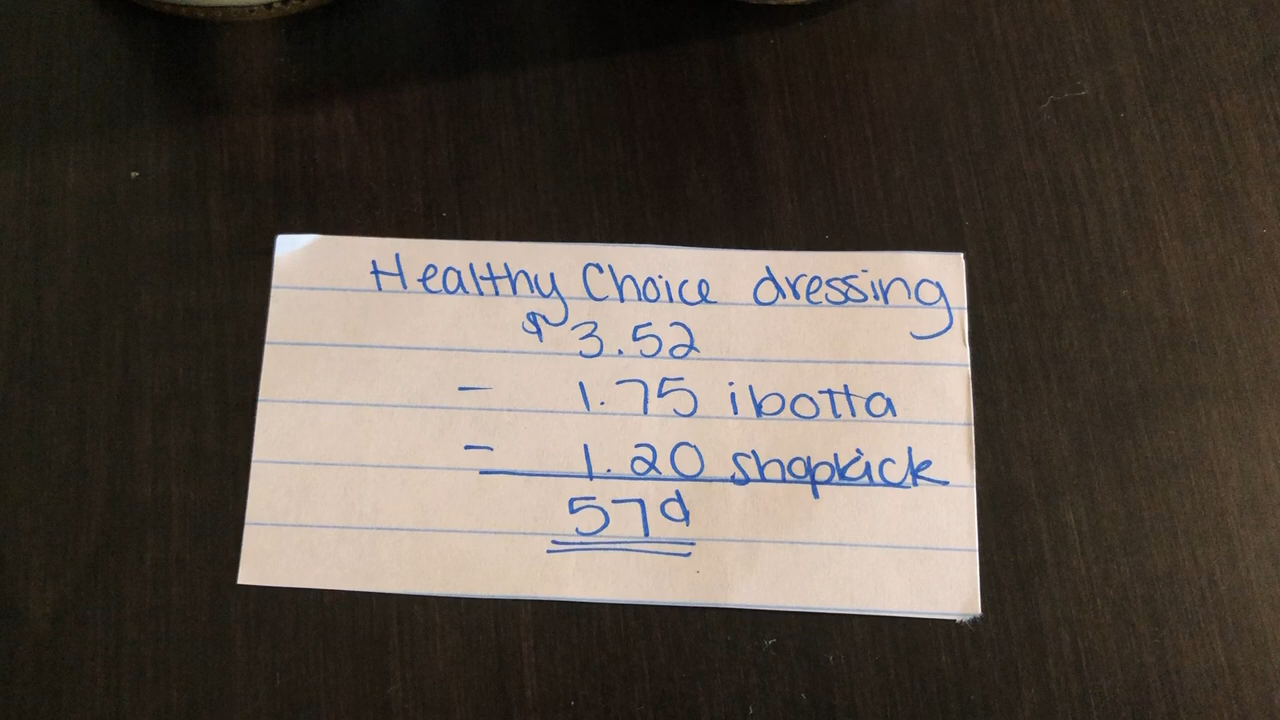 Healthy Choice dressing
$3.52
- 1.75 ibotta
- 1.20 shopkick
57¢